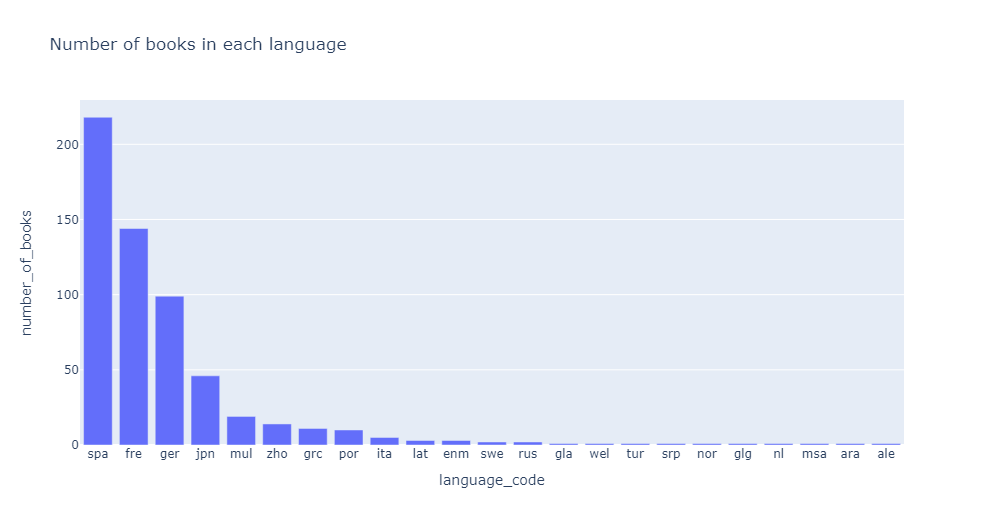 Number of books in each language
number_of_books
200
150
100
50
0
spa fre ger jpn mul zho grc por ita lat enm swe rus gla wel tur srp nor glg nl msa ara ale
language_code